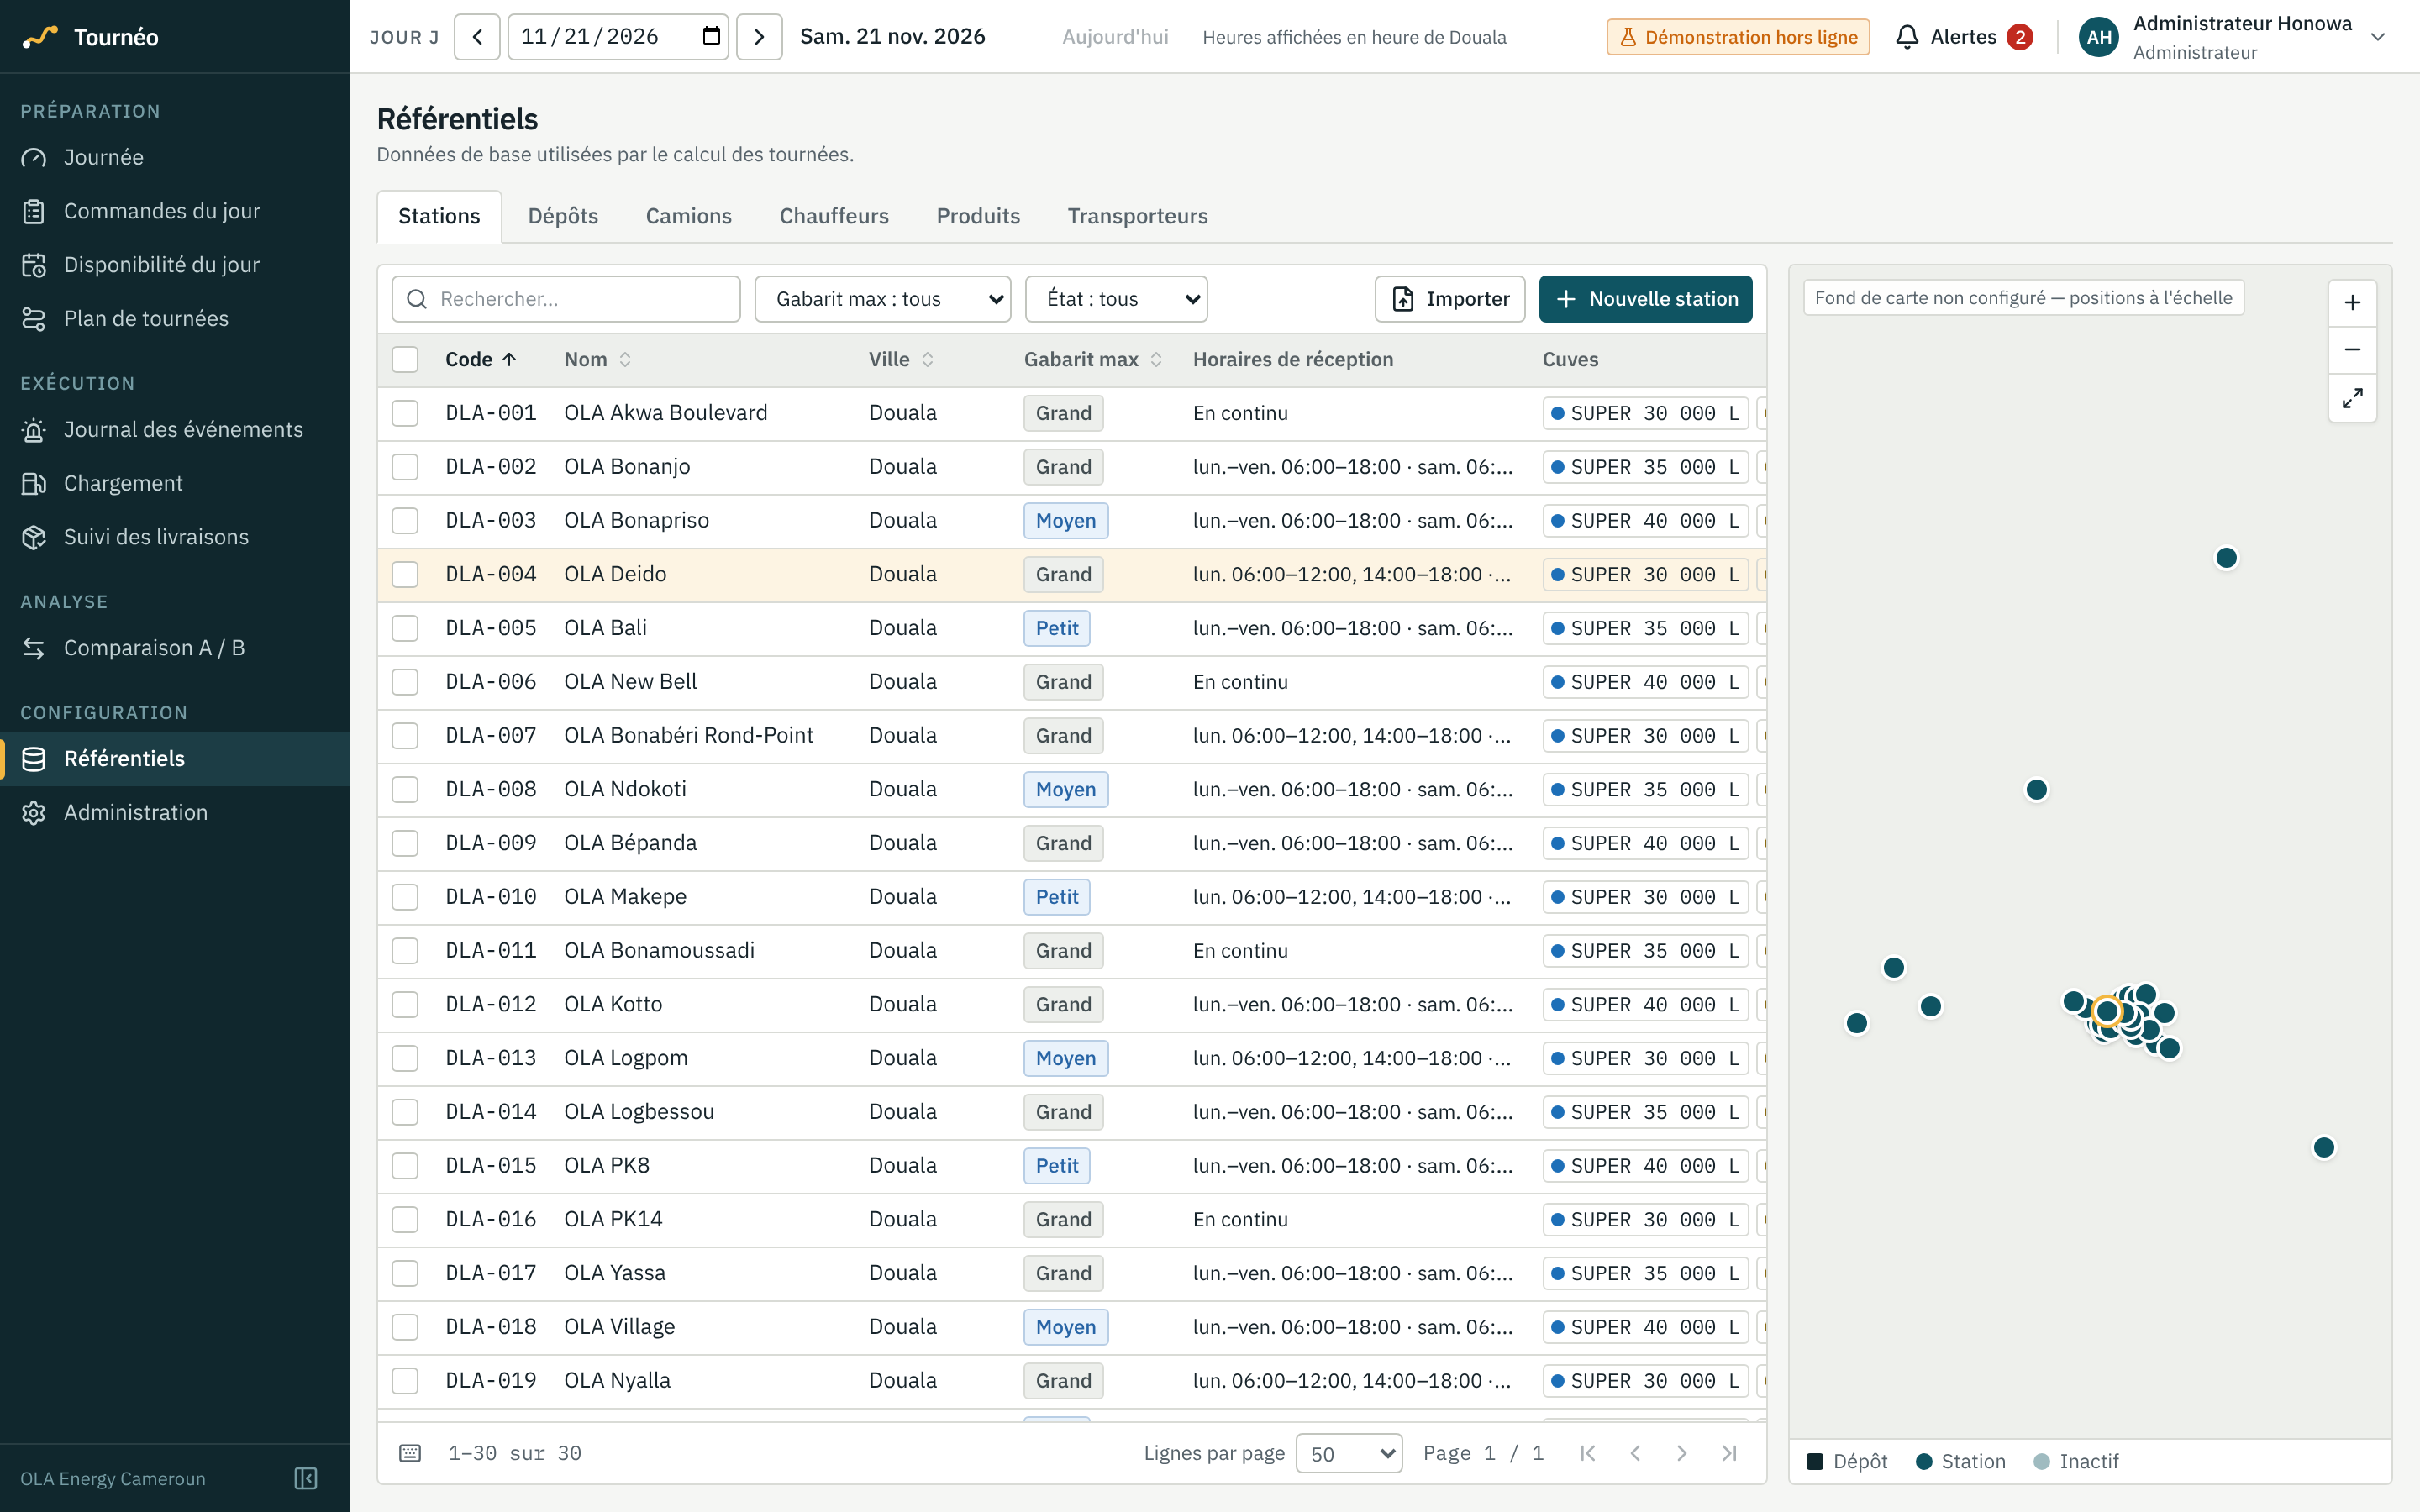 Tournéo
JOUR J
11/21/2026
Sam. 21 nov. 2026
Aujourd'hui
Heures affichées en heure de Douala
Démonstration hors ligne
Alertes 2
AH
Administrateur Honowa
Administrateur
PRÉPARATION
Journée
Commandes du jour
Disponibilité du jour
Plan de tournées
EXÉCUTION
Journal des événements
Chargement
Suivi des livraisons
ANALYSE
Comparaison A / B
CONFIGURATION
Référentiels
Administration
OLA Energy Cameroun
Référentiels
Données de base utilisées par le calcul des tournées.
Stations Dépôts Camions Chauffeurs Produits Transporteurs
Rechercher... Gabarit max : tous État : tous Importer + Nouvelle station
Code Nom Ville Gabarit max Horaires de réception Cuves
DLA-001 OLA Akwa Boulevard Douala Grand En continu SUPER 30 000 L
DLA-002 OLA Bonanjo Douala Grand lun.–ven. 06:00–18:00 · sam. 06:... SUPER 35 000 L
DLA-003 OLA Bonapriso Douala Moyen lun.–ven. 06:00–18:00 · sam. 06:... SUPER 40 000 L
DLA-004 OLA Deido Douala Grand lun. 06:00–12:00, 14:00–18:00 ·... SUPER 30 000 L
DLA-005 OLA Bali Douala Petit lun.–ven. 06:00–18:00 · sam. 06:... SUPER 35 000 L
DLA-006 OLA New Bell Douala Grand En continu SUPER 40 000 L
DLA-007 OLA Bonabéri Rond-Point Douala Grand lun. 06:00–12:00, 14:00–18:00 ·... SUPER 30 000 L
DLA-008 OLA Ndokoti Douala Moyen lun.–ven. 06:00–18:00 · sam. 06:... SUPER 35 000 L
DLA-009 OLA Bépanda Douala Grand lun.–ven. 06:00–18:00 · sam. 06:... SUPER 40 000 L
DLA-010 OLA Makepe Douala Petit lun. 06:00–12:00, 14:00–18:00 ·... SUPER 30 000 L
DLA-011 OLA Bonamoussadi Douala Grand En continu SUPER 35 000 L
DLA-012 OLA Kotto Douala Grand lun.–ven. 06:00–18:00 · sam. 06:... SUPER 40 000 L
DLA-013 OLA Logpom Douala Moyen lun. 06:00–12:00, 14:00–18:00 ·... SUPER 30 000 L
DLA-014 OLA Logbessou Douala Grand lun.–ven. 06:00–18:00 · sam. 06:... SUPER 35 000 L
DLA-015 OLA PK8 Douala Petit lun.–ven. 06:00–18:00 · sam. 06:... SUPER 40 000 L
DLA-016 OLA PK14 Douala Grand En continu SUPER 30 000 L
DLA-017 OLA Yassa Douala Grand lun.–ven. 06:00–18:00 · sam. 06:... SUPER 35 000 L
DLA-018 OLA Village Douala Moyen lun.–ven. 06:00–18:00 · sam. 06:... SUPER 40 000 L
DLA-019 OLA Nyalla Douala Grand lun. 06:00–12:00, 14:00–18:00 ·... SUPER 30 000 L
1–30 sur 30
Lignes par page 50 Page 1 / 1
Fond de carte non configuré — positions à l'échelle
Dépôt Station Inactif